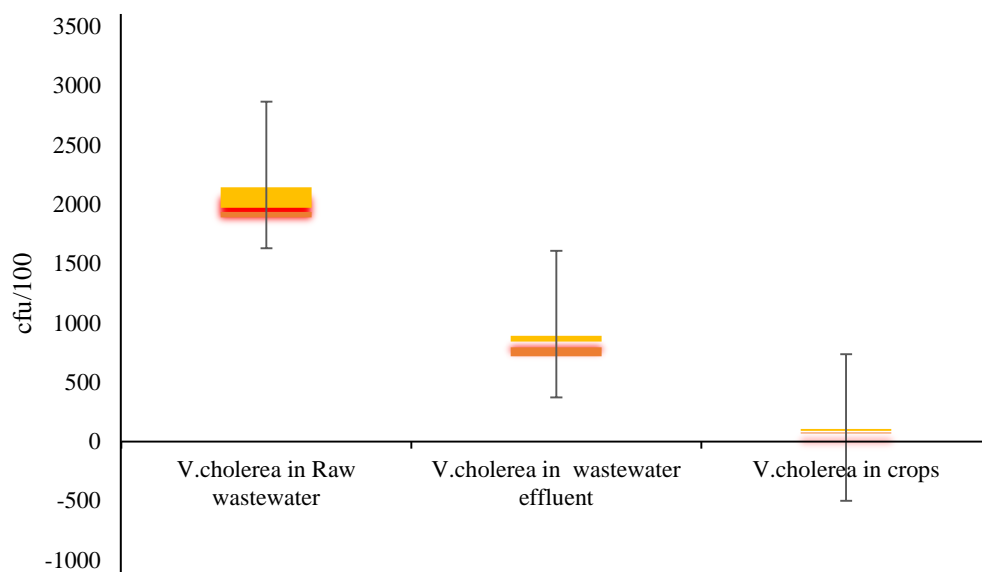 3500
3000
2500
2000
1500
1000
500
0
-500
-1000
cfu/100
V.cholerea in Raw
wastewater
V.cholerea in wastewater
effluent
V.cholerea in crops